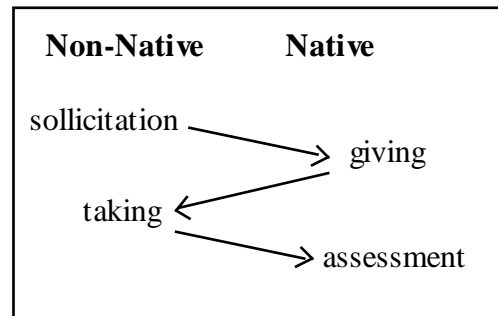 Non-Native Native
sollicitation
giving
taking
assessment